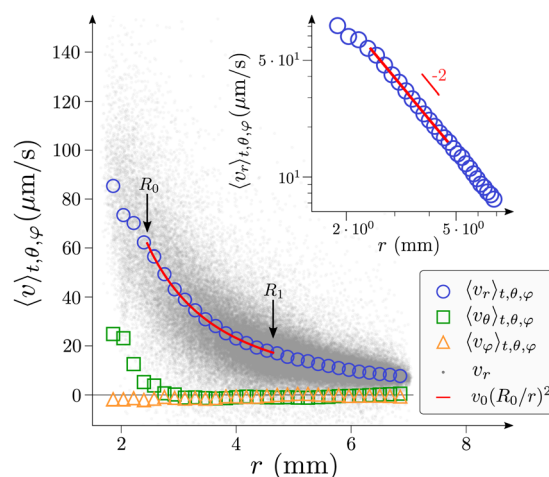 140
120
100
80
60
40
20
0
2
4
6
8
⟨v⟩t,θ,φ (μm/s)
r (mm)
R₀
R₁
⟨vᵣ⟩t,θ,φ (μm/s)
5 × 10¹
10¹
2 × 10⁰
5 × 10⁰
r (mm)
-2
⟨vᵣ⟩t,θ,φ
⟨vθ⟩t,θ,φ
⟨vφ⟩t,θ,φ
vᵣ
v₀(R₀/r)²